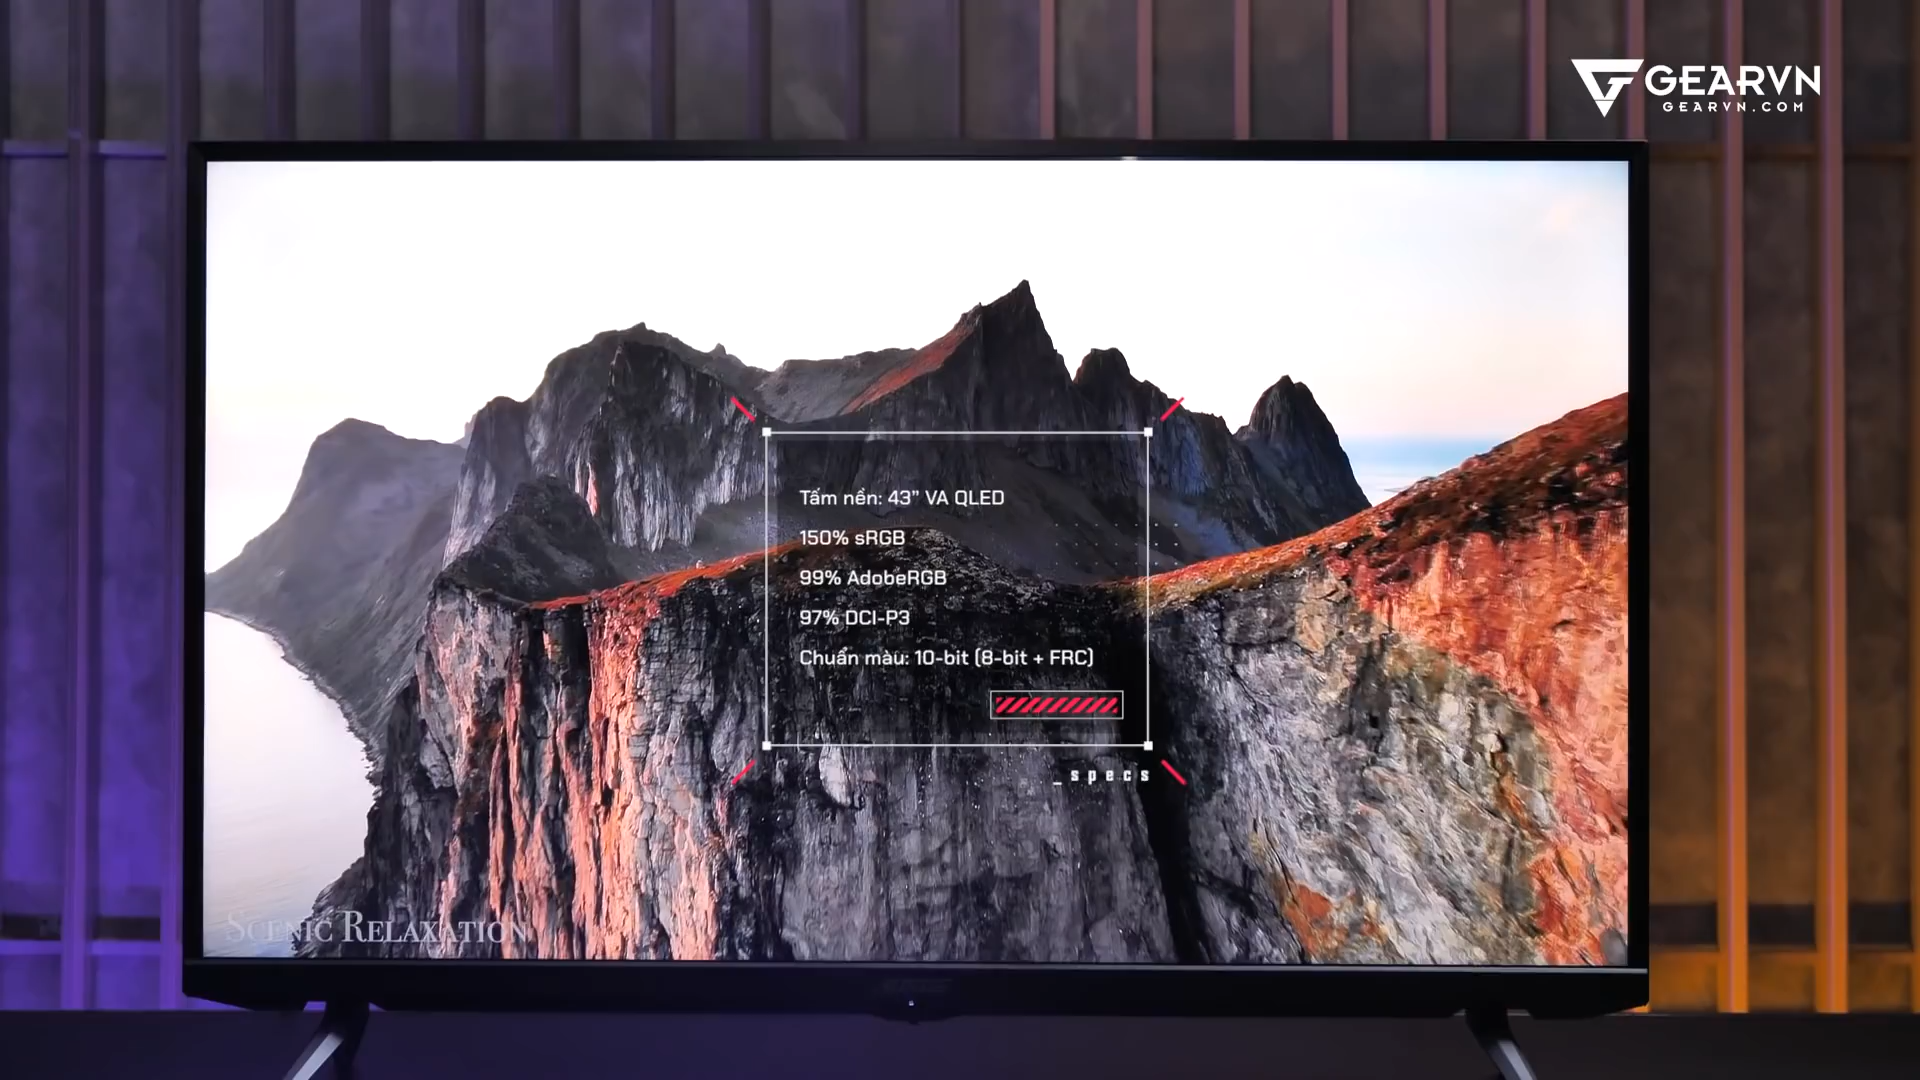 GEARVN
GEARVN.COM
Tấm nền: 43” VA QLED
150% sRGB
99% AdobeRGB
97% DCI-P3
Chuẩn màu: 10-bit (8-bit + FRC)
_specs
SCENIC RELAXATION